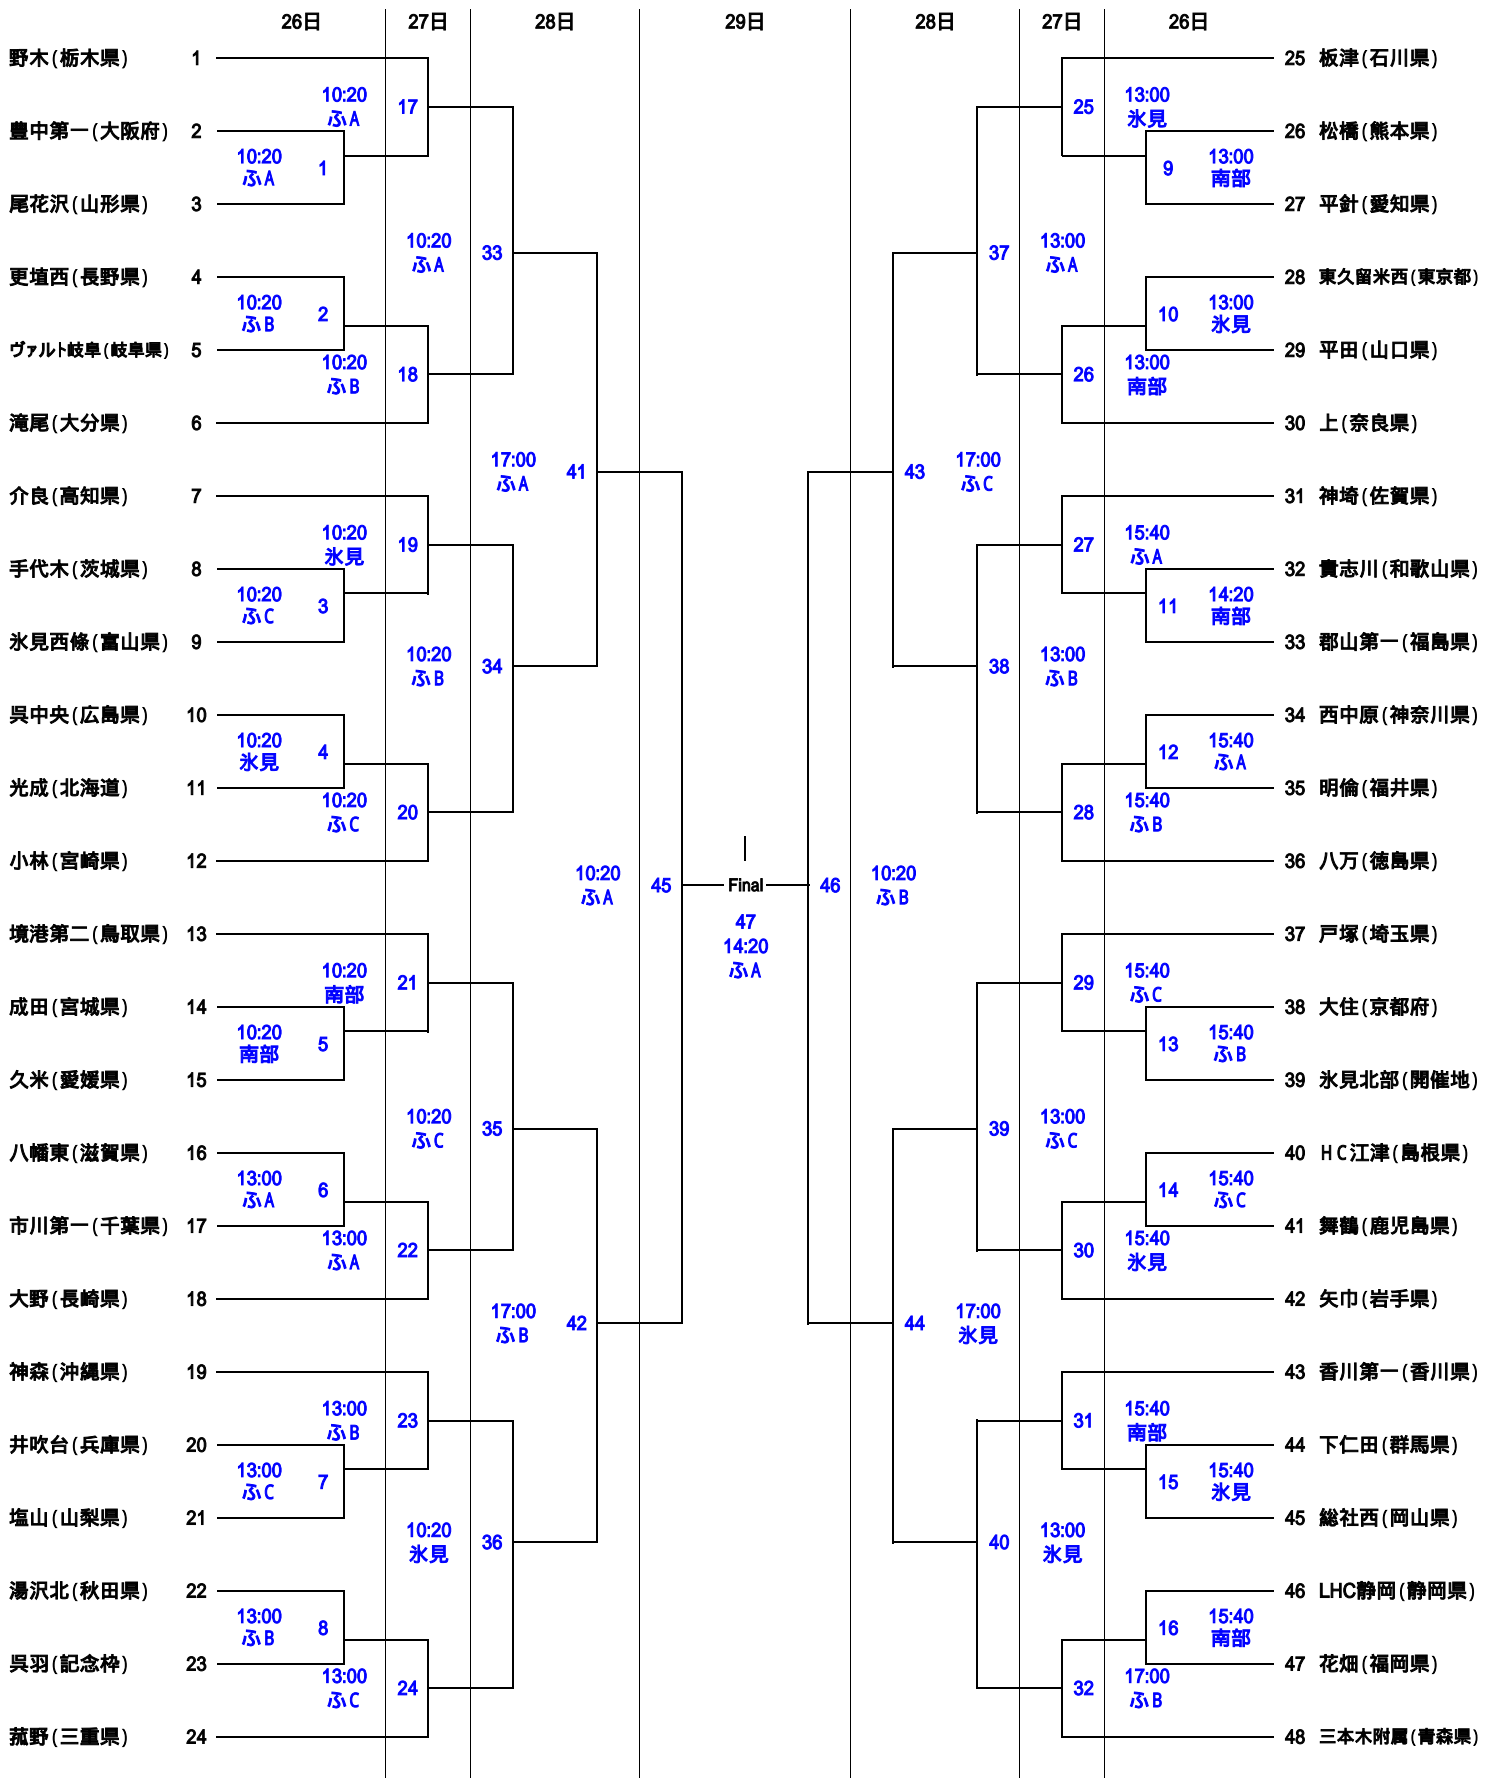 26日 27日 28日 29日 28日 27日 26日
野木(栃木県) 1
10:20
ふA
17
豊中第一(大阪府) 2
10:20
ふA
1
尾花沢(山形県) 3
10:20
ふA
33
更埴西(長野県) 4
10:20
ふB
2
ヴァルト岐阜(岐阜県) 5
10:20
ふB
18
滝尾(大分県) 6
17:00
ふA
41
介良(高知県) 7
10:20
氷見
19
手代木(茨城県) 8
10:20
ふC
3
氷見西條(富山県) 9
10:20
ふB
34
呉中央(広島県) 10
10:20
氷見
4
光成(北海道) 11
10:20
ふC
20
小林(宮崎県) 12
10:20
ふA
45
境港第二(鳥取県) 13
10:20
南部
21
成田(宮城県) 14
10:20
南部
5
久米(愛媛県) 15
10:20
ふC
35
八幡東(滋賀県) 16
13:00
ふA
6
市川第一(千葉県) 17
13:00
ふA
22
大野(長崎県) 18
17:00
ふB
42
神森(沖縄県) 19
13:00
ふB
23
井吹台(兵庫県) 20
13:00
ふC
7
塩山(山梨県) 21
10:20
氷見
36
湯沢北(秋田県) 22
13:00
ふB
8
呉羽(記念枠) 23
13:00
ふC
24
菰野(三重県) 24
Final
47
14:20
ふA
25 板津(石川県)
25
13:00
氷見
26 松橋(熊本県)
9
13:00
南部
27 平針(愛知県)
37
13:00
ふA
28 東久留米西(東京都)
10
13:00
氷見
29 平田(山口県)
26
13:00
南部
30 上(奈良県)
43
17:00
ふC
31 神埼(佐賀県)
27
15:40
ふA
32 貴志川(和歌山県)
11
14:20
南部
33 郡山第一(福島県)
38
13:00
ふB
34 西中原(神奈川県)
12
15:40
ふA
35 明倫(福井県)
28
15:40
ふB
36 八万(徳島県)
46
10:20
ふB
37 戸塚(埼玉県)
29
15:40
ふC
38 大住(京都府)
13
15:40
ふB
39 氷見北部(開催地)
39
13:00
ふC
40 HC江津(島根県)
14
15:40
ふC
41 舞鶴(鹿児島県)
30
15:40
氷見
42 矢巾(岩手県)
44
17:00
氷見
43 香川第一(香川県)
31
15:40
南部
44 下仁田(群馬県)
15
15:40
氷見
45 総社西(岡山県)
40
13:00
氷見
46 LHC静岡(静岡県)
16
15:40
南部
47 花畑(福岡県)
32
17:00
ふB
48 三本木附属(青森県)